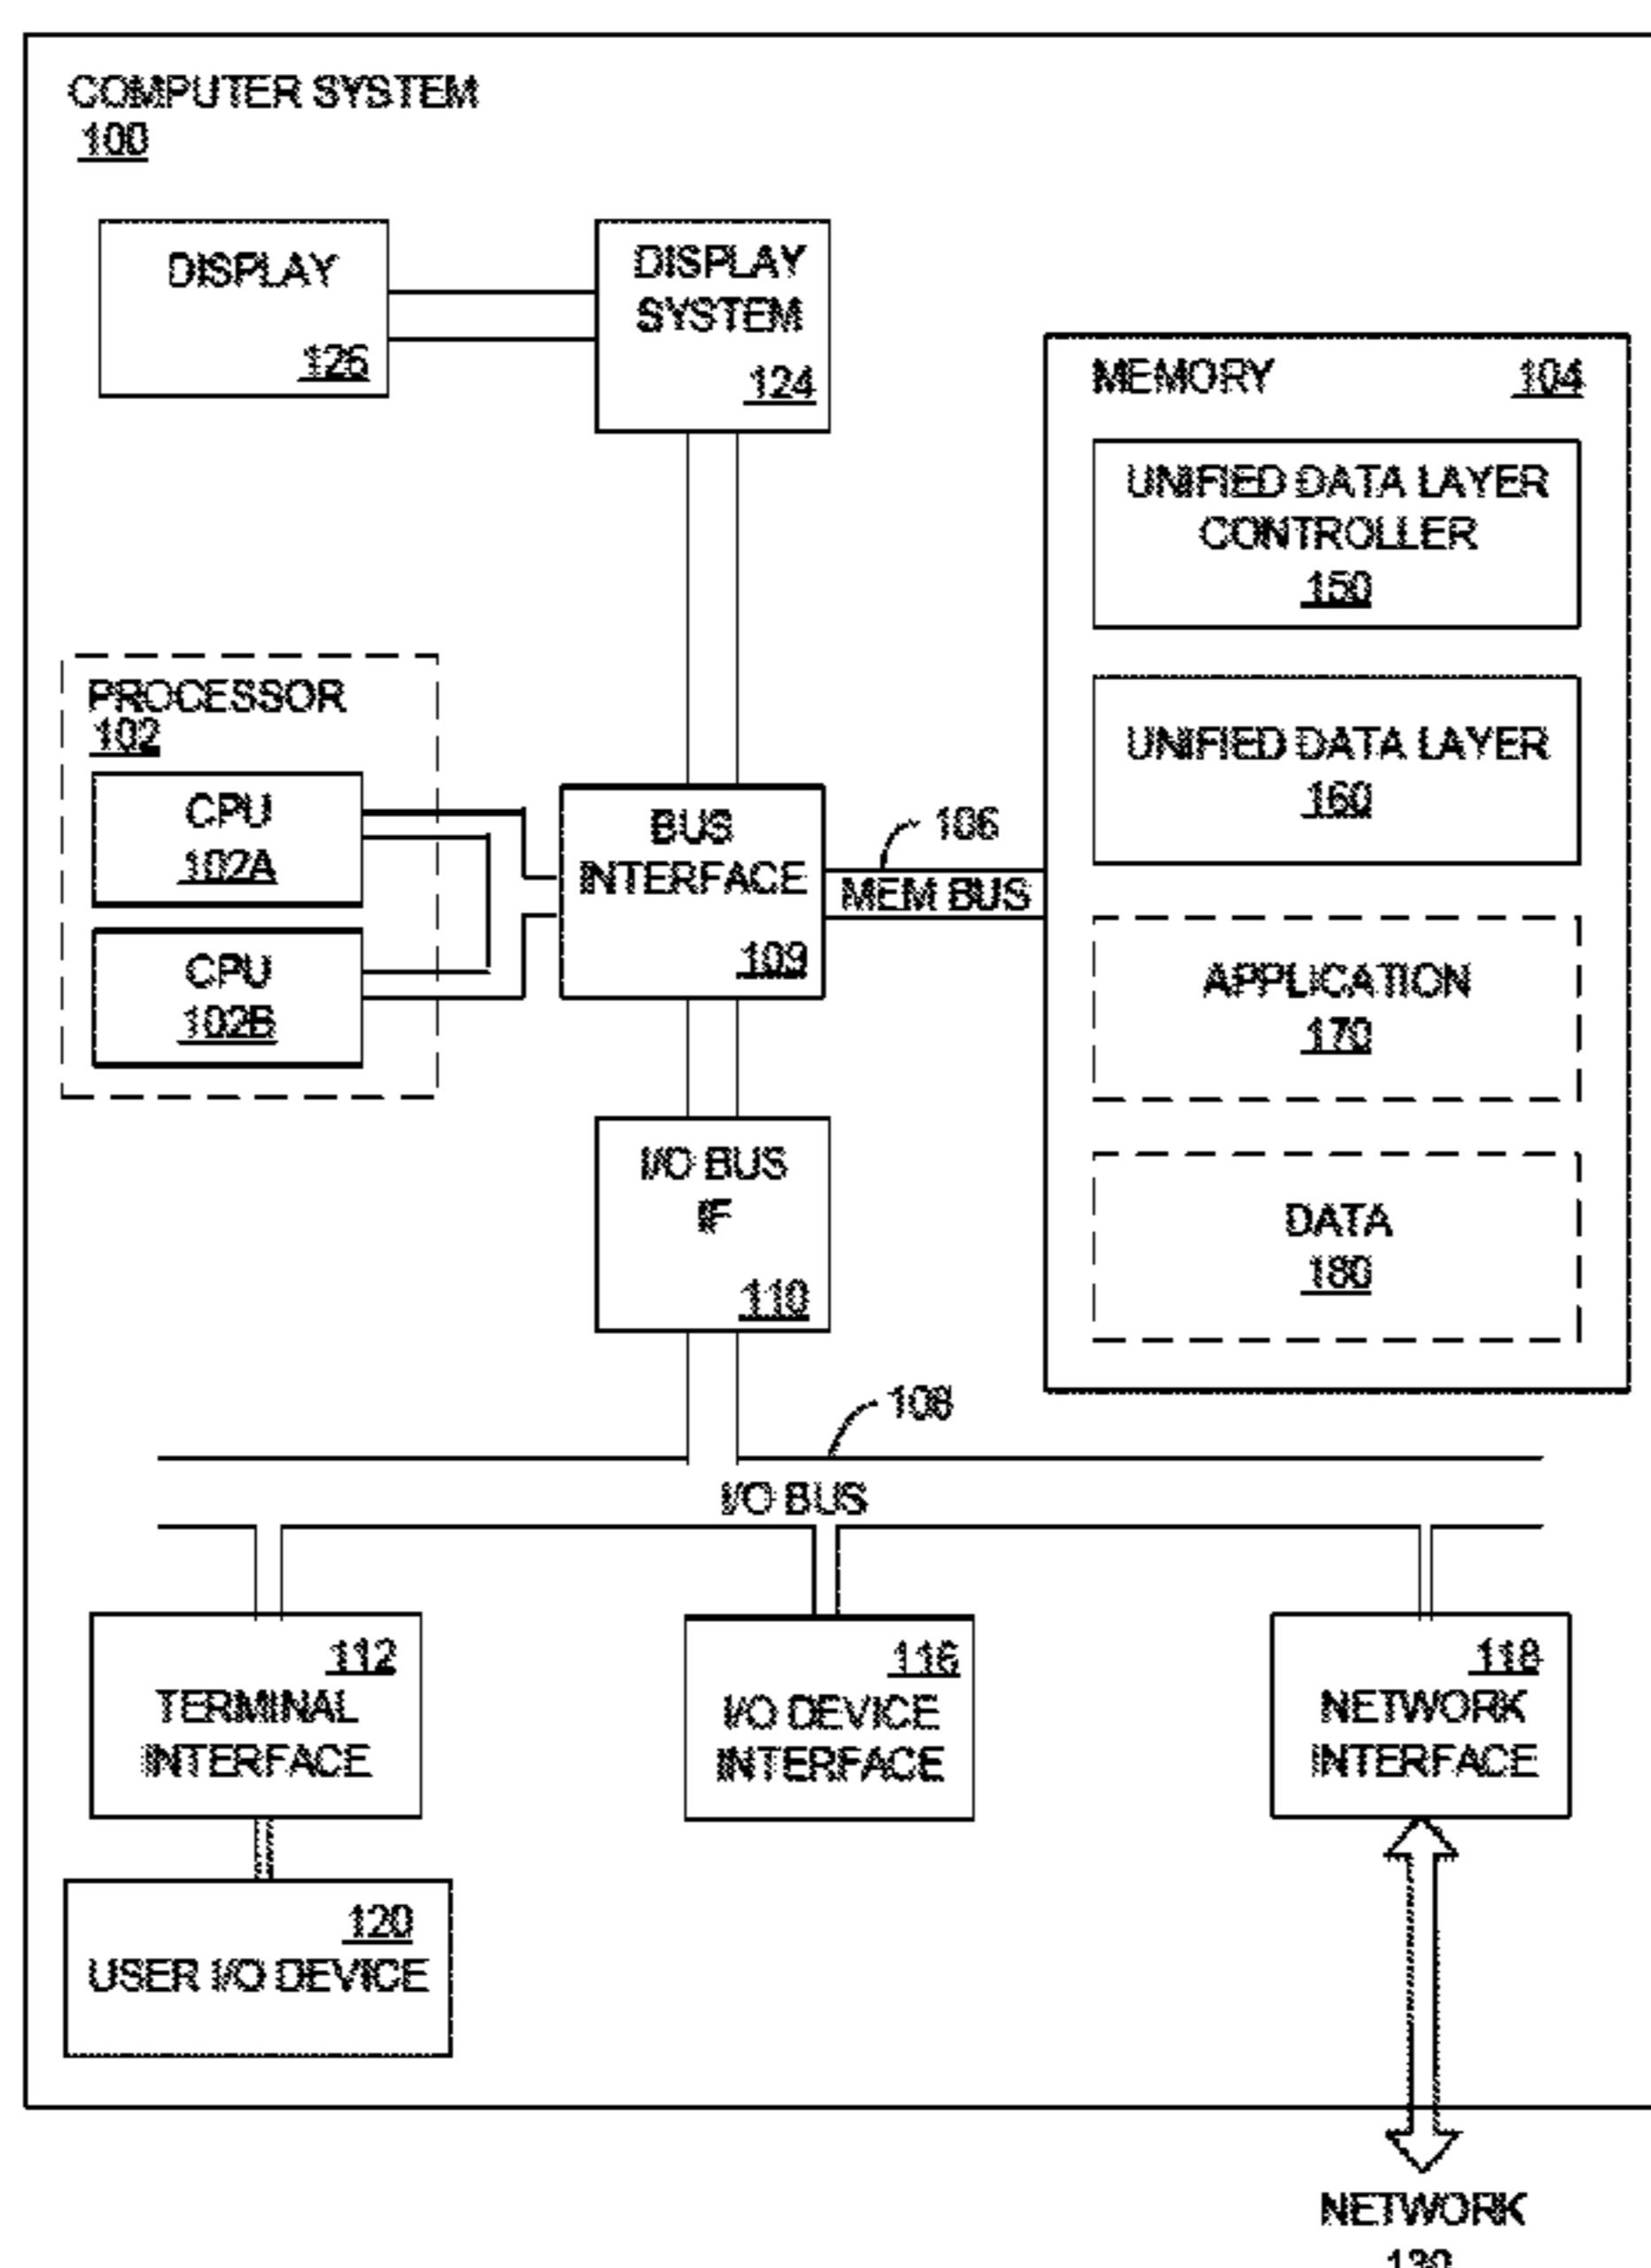 COMPUTER SYSTEM
100
DISPLAY
126
DISPLAY
SYSTEM
124
MEMORY 104
UNIFIED DATA LAYER
CONTROLLER
150
UNIFIED DATA LAYER
160
APPLICATION
170
DATA
180
PROCESSOR
102
CPU
102A
CPU
102B
BUS
INTERFACE
109
106
MEM BUS
I/O BUS
IF
110
108
I/O BUS
112
TERMINAL
INTERFACE
116
I/O DEVICE
INTERFACE
118
NETWORK
INTERFACE
120
USER I/O DEVICE
NETWORK
130